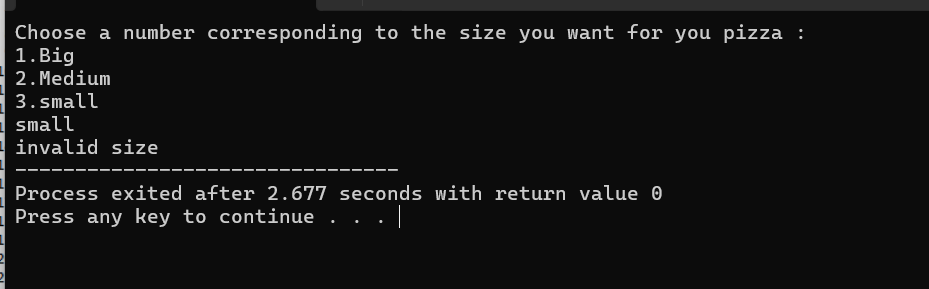 Choose a number corresponding to the size you want for you pizza :
1.Big
2.Medium
3.small
small
invalid size
--------------------------------
Process exited after 2.677 seconds with return value 0
Press any key to continue . . .